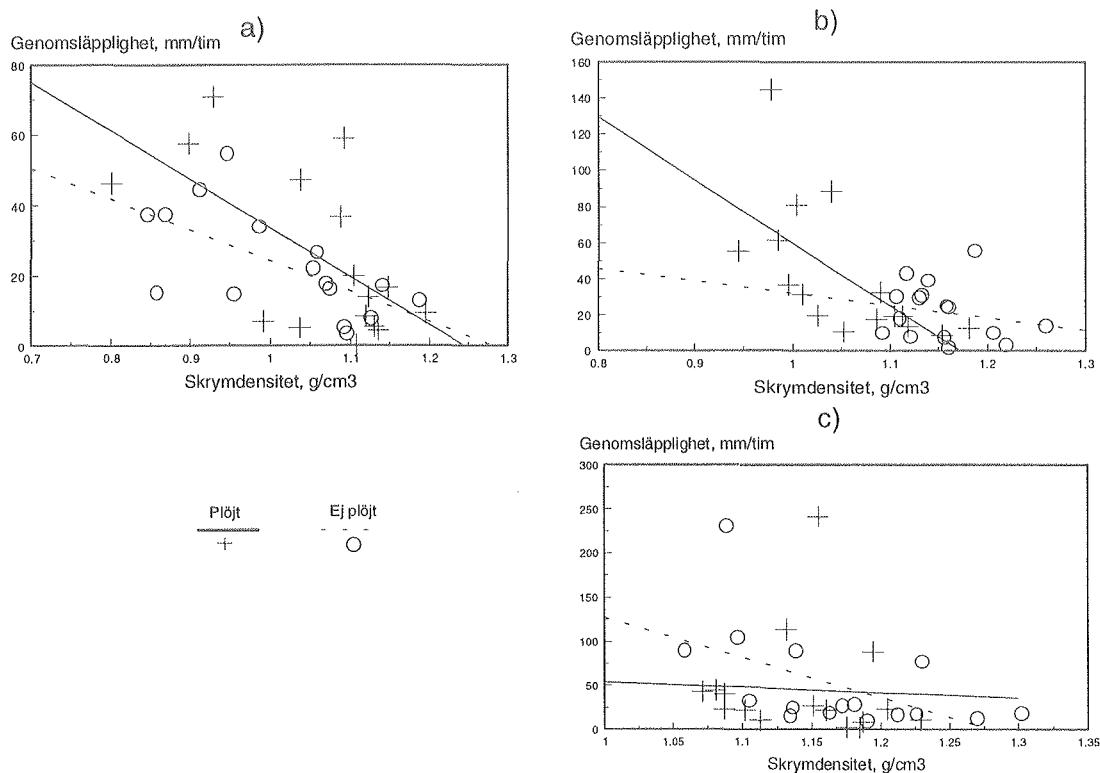 a)
Genomsläpplighet, mm/tim
80
60
40
20
0
0.7 0.8 0.9 1 1.1 1.2 1.3
Skrymdensitet, g/cm3
b)
Genomsläpplighet, mm/tim
160
140
120
100
80
60
40
20
0
0.8 0.9 1 1.1 1.2 1.3
Skrymdensitet, g/cm3
c)
Genomsläpplighet, mm/tim
300
250
200
150
100
50
0
1 1.05 1.1 1.15 1.2 1.25 1.3 1.35
Skrymdensitet, g/cm3
Plöjt Ej plöjt